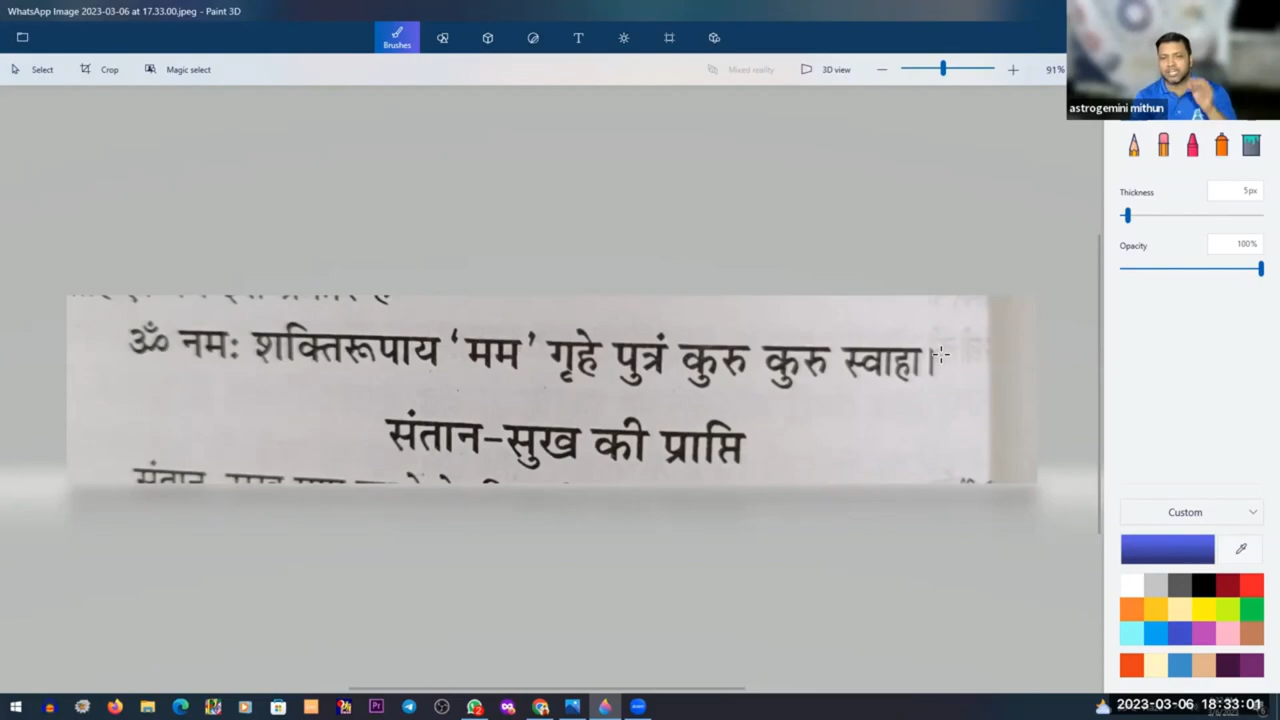 WhatsApp Image 2023-03-06 at 17.33.00.jpeg - Paint 3D
Brushes
Select
Crop
Magic select
Mixed reality
3D view
91%
astrogemini mithun
Thickness
5px
Opacity
100%
ॐ नमः शक्तिरूपाय ‘मम’ गृहे पुत्रं कुरु कुरु स्वाहा।
संतान-सुख की प्राप्ति
Custom
2023-03-06 18:33:01